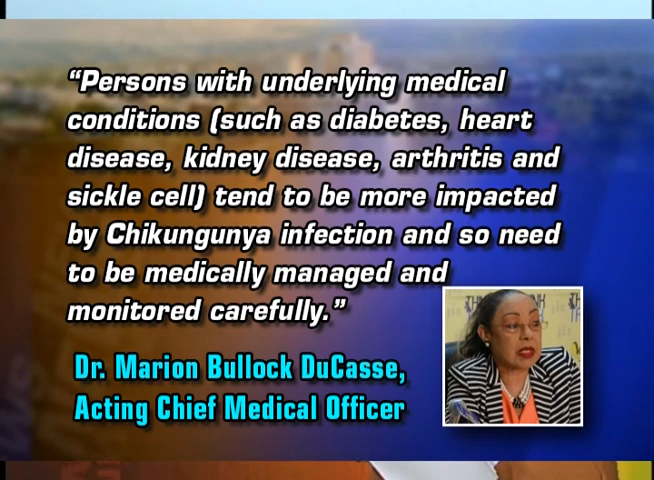 “Persons with underlying medical
conditions (such as diabetes, heart
disease, kidney disease, arthritis and
sickle cell) tend to be more impacted
by Chikungunya infection and so need
to be medically managed and
monitored carefully.”
Dr. Marion Bullock DuCasse,
Acting Chief Medical Officer